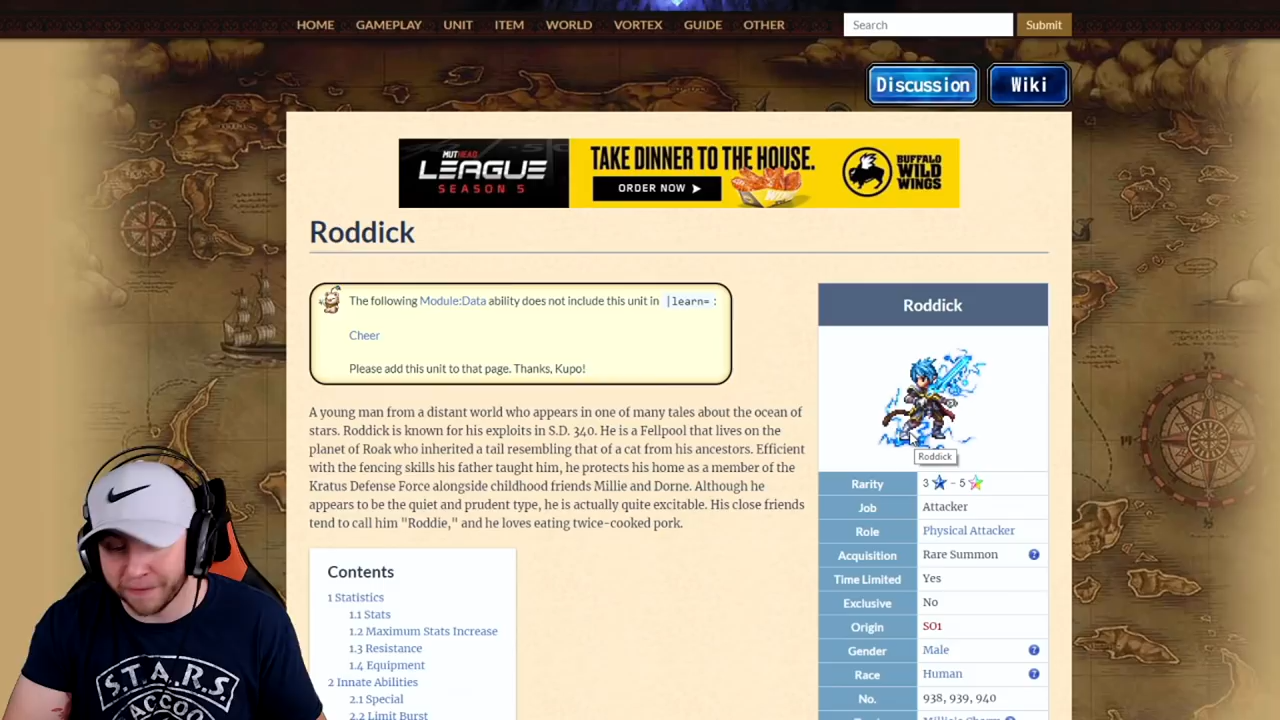 HOME GAMEPLAY UNIT ITEM WORLD VORTEX GUIDE OTHER Search Submit
Discussion Wiki
MUTHEAD
LEAGUE
SEASON 5
TAKE DINNER TO THE HOUSE.
ORDER NOW
BUFFALO
WILD
WINGS
Roddick
The following Module:Data ability does not include this unit in |learn= :
Cheer
Please add this unit to that page. Thanks, Kupo!
A young man from a distant world who appears in one of many tales about the ocean of
stars. Roddick is known for his exploits in S.D. 340. He is a Fellpool that lives on the
planet of Roak who inherited a tail resembling that of a cat from his ancestors. Efficient
with the fencing skills his father taught him, he protects his home as a member of the
Kratus Defense Force alongside childhood friends Millie and Dorne. Although he
appears to be the quiet and prudent type, he is actually quite excitable. His close friends
tend to call him "Roddie," and he loves eating twice-cooked pork.
Contents
1 Statistics
1.1 Stats
1.2 Maximum Stats Increase
1.3 Resistance
1.4 Equipment
2 Innate Abilities
2.1 Special
2.2 Limit Burst
Roddick
Roddick
Rarity 3 – 5
Job Attacker
Role Physical Attacker
Acquisition Rare Summon ?
Time Limited Yes
Exclusive No
Origin SO1
Gender Male ?
Race Human ?
No. 938, 939, 940
S.T.A.R.S.